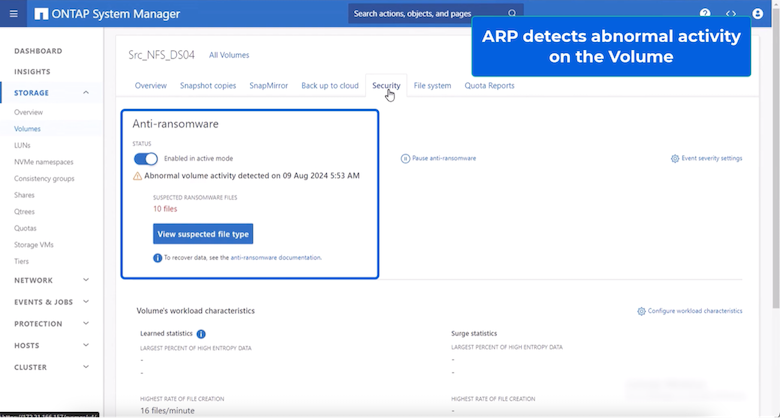 ONTAP System Manager
Search actions, objects, and pages
ARP detects abnormal activity
on the Volume
DASHBOARD
INSIGHTS
STORAGE
Overview
Volumes
LUNs
NVMe namespaces
Consistency groups
Shares
Qtrees
Quotas
Storage VMs
Tiers
NETWORK
EVENTS & JOBS
PROTECTION
HOSTS
CLUSTER
Src_NFS_DS04 All Volumes
Overview Snapshot copies SnapMirror Back up to cloud Security File system Quota Reports
Anti-ransomware
STATUS
Enabled in active mode
Pause anti-ransomware
Event severity settings
Abnormal volume activity detected on 09 Aug 2024 5:53 AM
SUSPECTED RANSOMWARE FILES
10 files
View suspected file type
To recover data, see the anti-ransomware documentation.
Volume's workload characteristics
Configure workload characteristics
Learned statistics
LARGEST PERCENT OF HIGH ENTROPY DATA
-
-
HIGHEST RATE OF FILE CREATION
16 files/minute
Surge statistics
LARGEST PERCENT OF HIGH ENTROPY DATA
-
-
HIGHEST RATE OF FILE CREATION
-